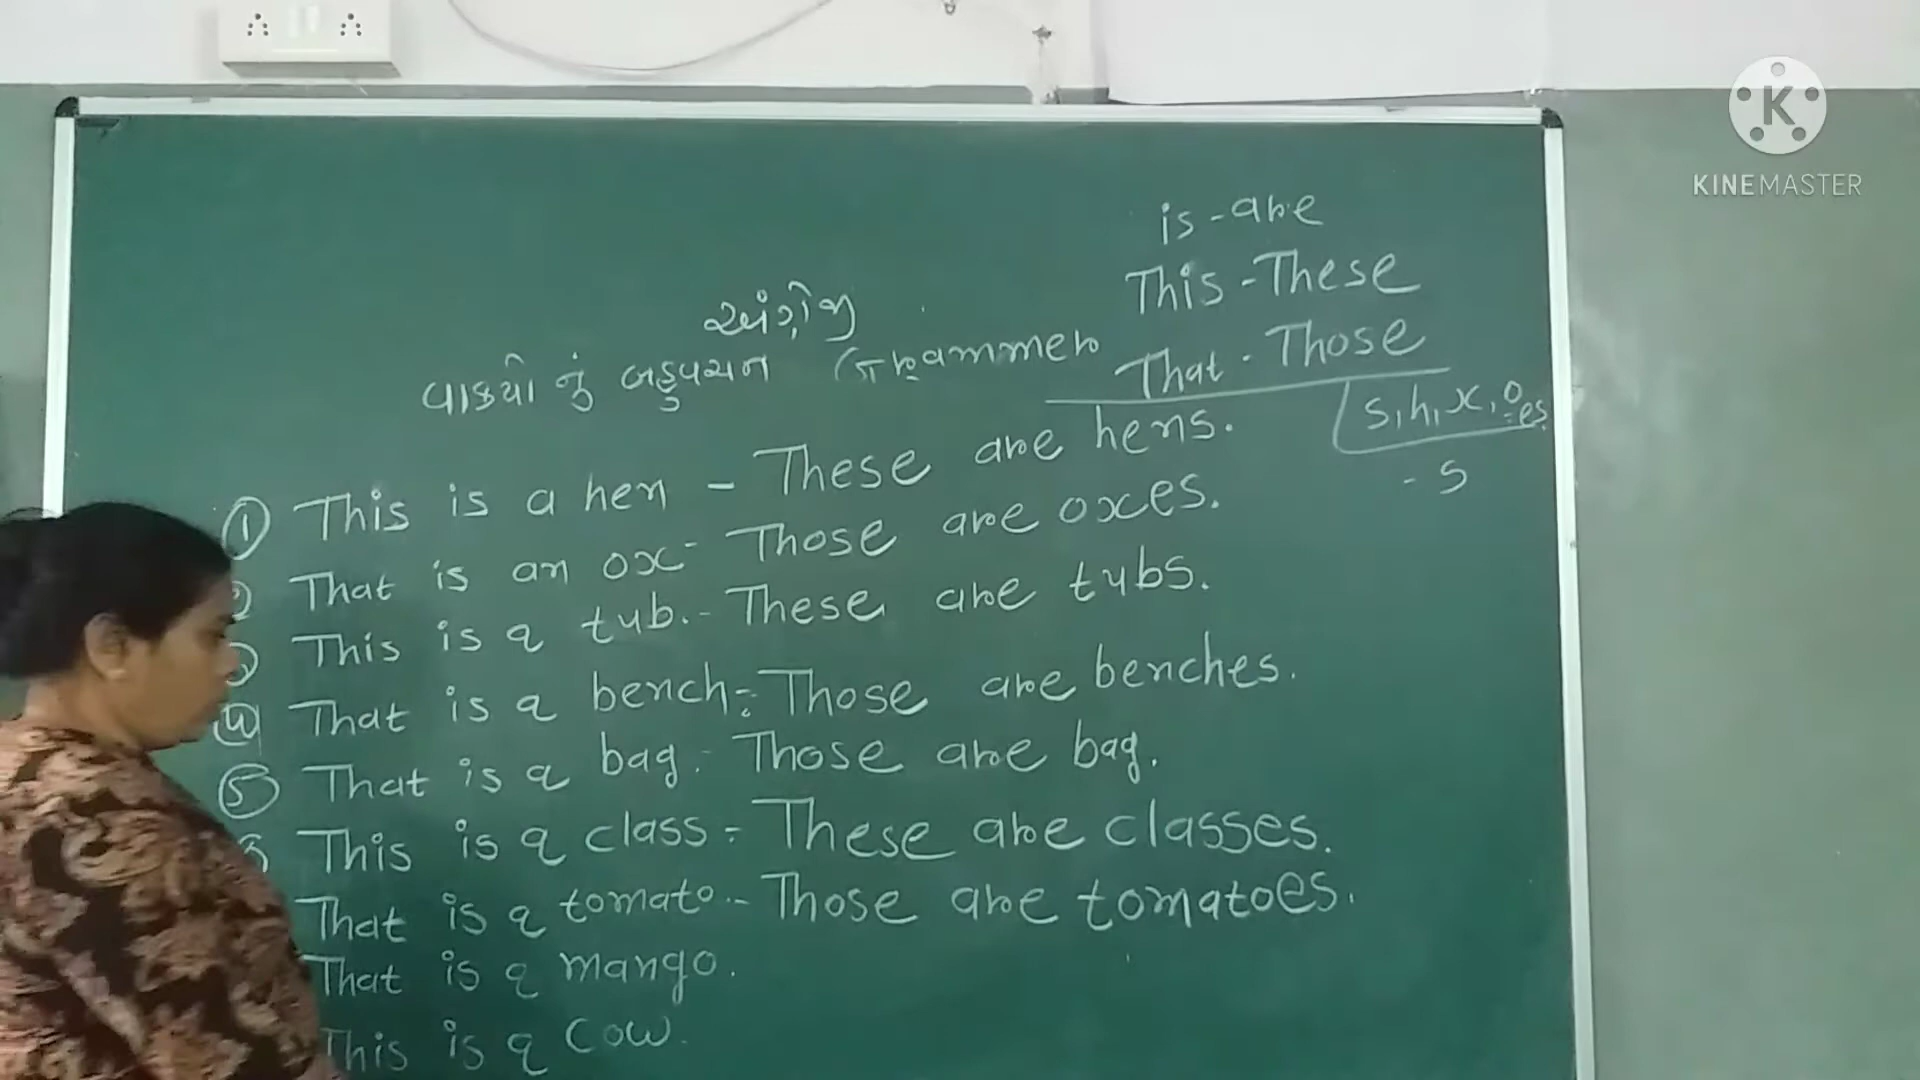 KINEMASTER
is - are
This - These
That - Those
અંગ્રેજી
વાક્યો નું બહુવચન Grammer
s, h, x, o - es
- s
① This is a hen - These are hens.
② That is an ox - Those are oxes.
③ This is a tub. - These are tubs.
④ That is a bench - Those are benches.
⑤ That is a bag. - Those are bag.
6 This is a class - These are classes.
That is a tomato - Those are tomatoes.
That is a mango.
This is a cow.